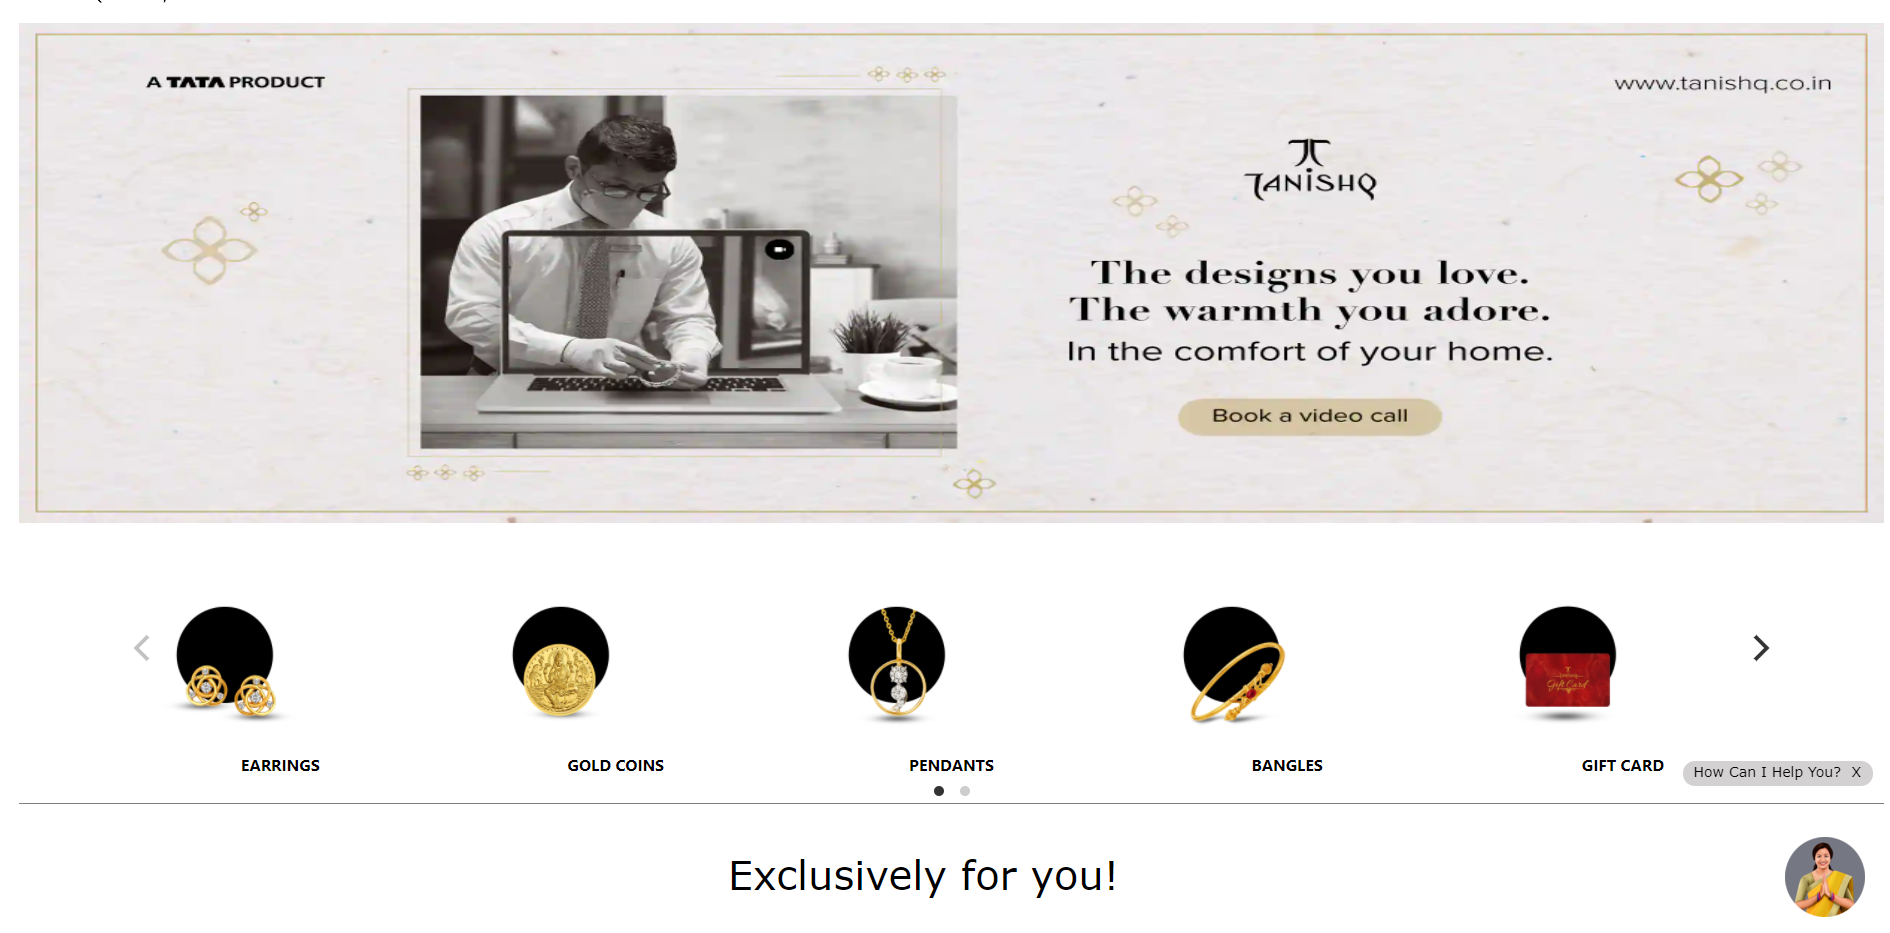 A TATA PRODUCT
www.tanishq.co.in
TANISHQ
The designs you love.
The warmth you adore.
In the comfort of your home.
Book a video call
Gift Card
EARRINGS
GOLD COINS
PENDANTS
BANGLES
GIFT CARD
How Can I Help You? X
Exclusively for you!